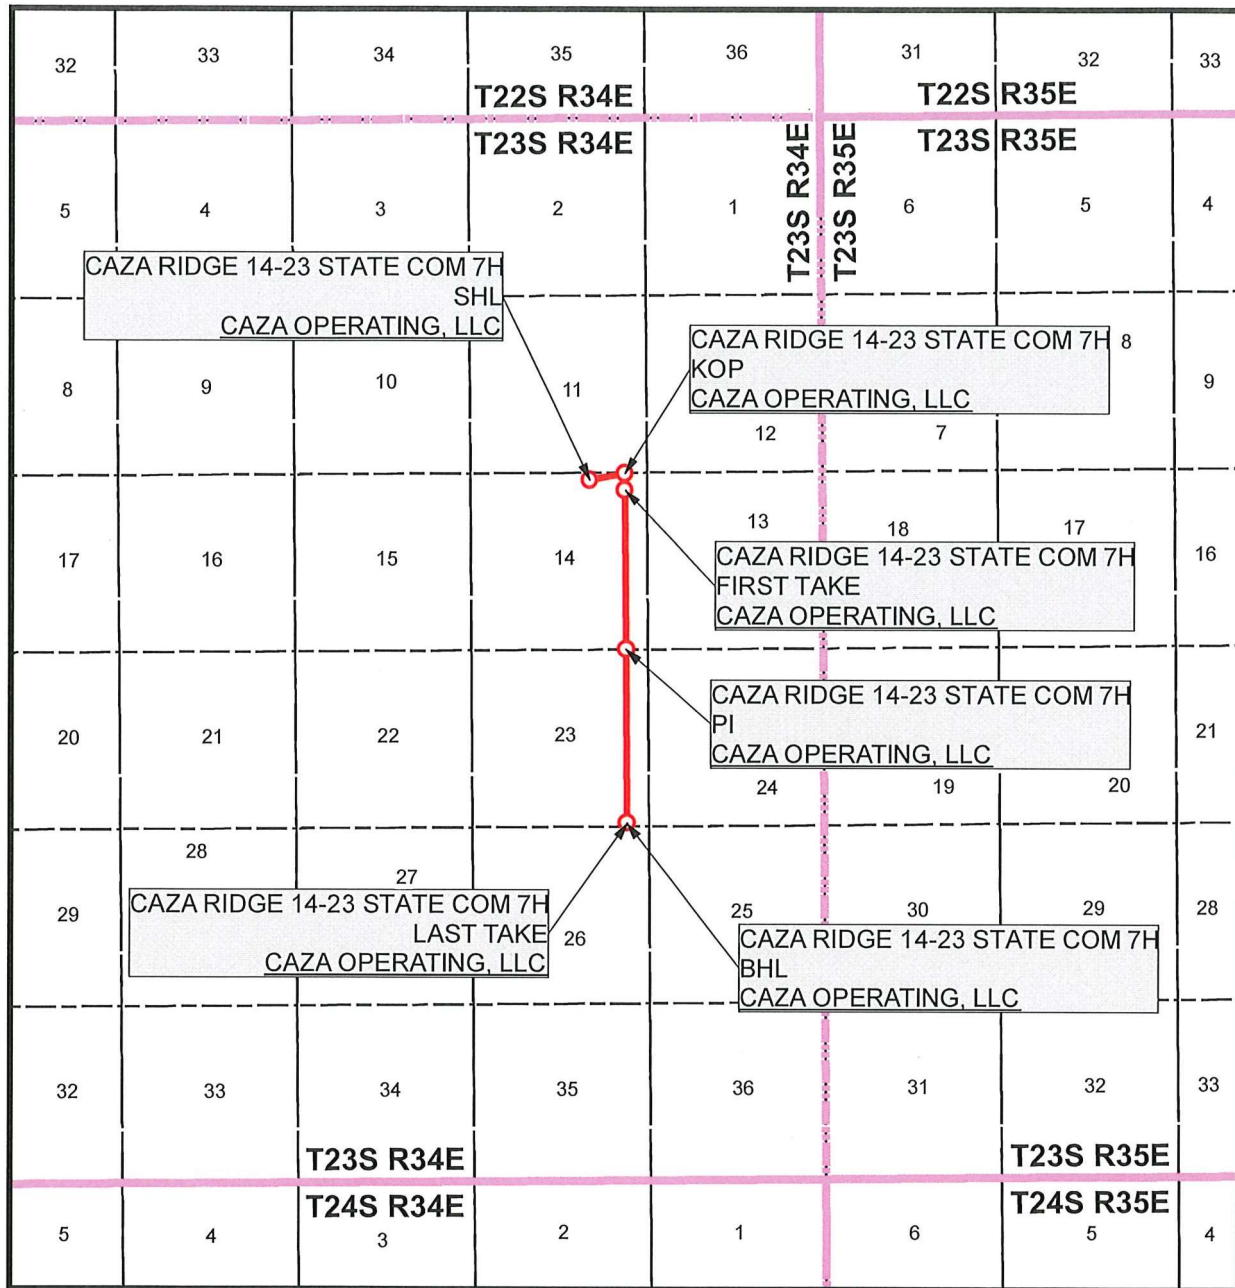 32
33
34
35
36
31
32
33
T22S R34E
T22S R35E
T23S R34E
T23S R35E
T23S R34E
T23S R35E
5
4
3
2
1
6
5
4
CAZA RIDGE 14-23 STATE COM 7H
SHL
CAZA OPERATING, LLC
CAZA RIDGE 14-23 STATE COM 7H
KOP
CAZA OPERATING, LLC
8
8
9
10
11
12
7
9
17
16
15
14
13
18
17
16
CAZA RIDGE 14-23 STATE COM 7H
FIRST TAKE
CAZA OPERATING, LLC
CAZA RIDGE 14-23 STATE COM 7H
PI
CAZA OPERATING, LLC
20
21
22
23
24
19
20
21
28
27
29
CAZA RIDGE 14-23 STATE COM 7H
LAST TAKE
CAZA OPERATING, LLC
26
25
30
29
28
CAZA RIDGE 14-23 STATE COM 7H
BHL
CAZA OPERATING, LLC
32
33
34
35
36
31
32
33
T23S R34E
T23S R35E
T24S R34E
T24S R35E
5
4
3
2
1
6
5
4